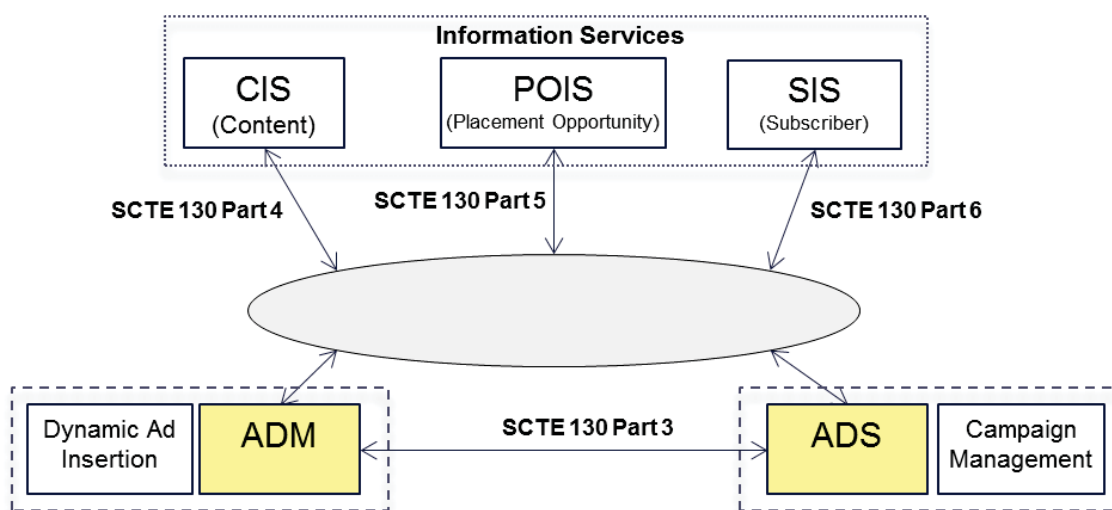 Information Services
CIS
(Content)
POIS
(Placement Opportunity)
SIS
(Subscriber)
SCTE 130 Part 4
SCTE 130 Part 5
SCTE 130 Part 6
Dynamic Ad
Insertion
ADM
SCTE 130 Part 3
ADS
Campaign
Management